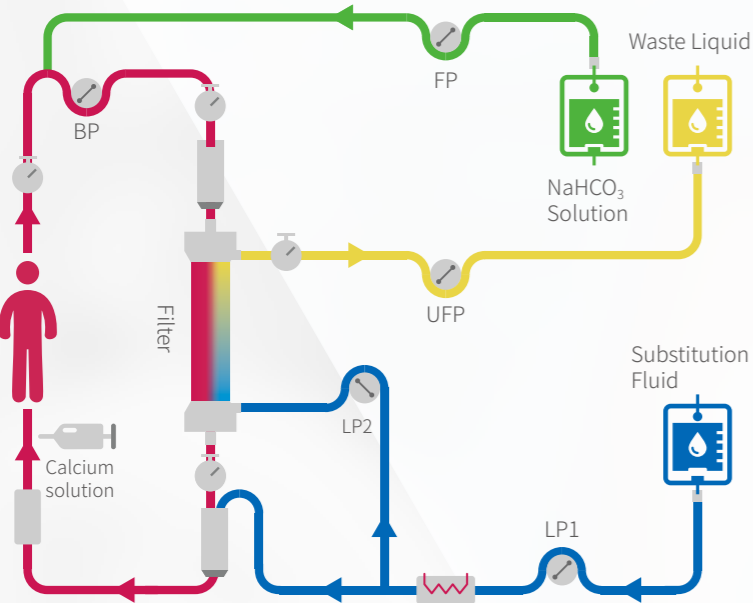 Waste Liquid
FP
BP
NaHCO₃
Solution
Filter
UFP
Substitution
Fluid
LP2
Calcium
solution
LP1